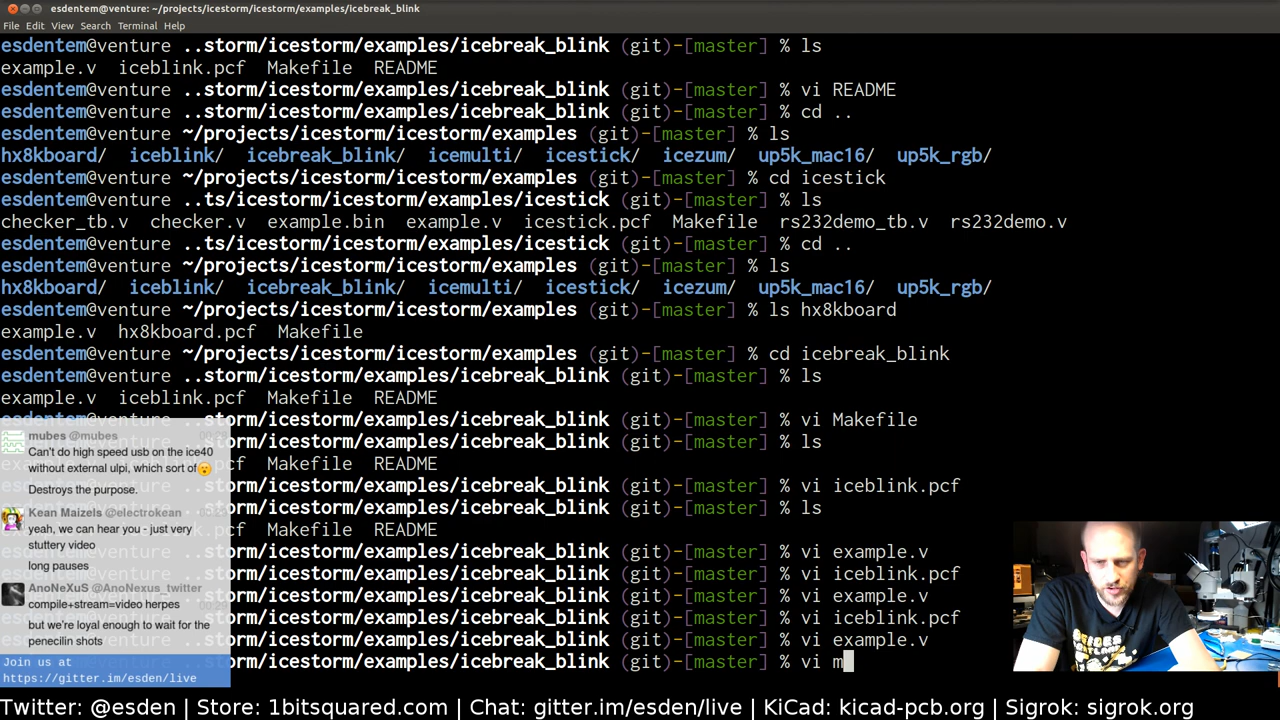 esdentem@venture: ~/projects/icestorm/icestorm/examples/icebreak_blink
File Edit View Search Terminal Help
esdentem@venture ..storm/icestorm/examples/icebreak_blink (git)-[master] % ls
example.v iceblink.pcf Makefile README
esdentem@venture ..storm/icestorm/examples/icebreak_blink (git)-[master] % vi README
esdentem@venture ..storm/icestorm/examples/icebreak_blink (git)-[master] % cd ..
esdentem@venture ~/projects/icestorm/examples (git)-[master] % ls
hx8kboard/ iceblink/ icebreak_blink/ icemulti/ icestick/ icezum/ up5k_mac16/ up5k_rgb/
esdentem@venture ~/projects/icestorm/examples (git)-[master] % cd icestick
esdentem@venture ..ts/icestorm/icestorm/examples/icestick (git)-[master] % ls
checker_tb.v checker.v example.bin example.v icestick.pcf Makefile rs232demo_tb.v rs232demo.v
esdentem@venture ..ts/icestorm/icestorm/examples/icestick (git)-[master] % cd ..
esdentem@venture ~/projects/icestorm/icestorm/examples (git)-[master] % ls
hx8kboard/ iceblink/ icebreak_blink/ icemulti/ icestick/ icezum/ up5k_mac16/ up5k_rgb/
esdentem@venture ~/projects/icestorm/icestorm/examples (git)-[master] % ls hx8kboard
example.v hx8kboard.pcf Makefile
esdentem@venture ~/projects/icestorm/icestorm/examples (git)-[master] % cd icebreak_blink
esdentem@venture ..storm/icestorm/examples/icebreak_blink (git)-[master] % ls
example.v iceblink.pcf Makefile README
esdentem@venture ..storm/icestorm/examples/icebreak_blink (git)-[master] % vi Makefile
storm/icestorm/examples/icebreak_blink (git)-[master] % ls
cf Makefile README
storm/icestorm/examples/icebreak_blink (git)-[master] % vi iceblink.pcf
storm/icestorm/examples/icebreak_blink (git)-[master] % ls
cf Makefile README
storm/icestorm/examples/icebreak_blink (git)-[master] % vi example.v
storm/icestorm/examples/icebreak_blink (git)-[master] % vi iceblink.pcf
storm/icestorm/examples/icebreak_blink (git)-[master] % vi example.v
storm/icestorm/examples/icebreak_blink (git)-[master] % vi iceblink.pcf
storm/icestorm/examples/icebreak_blink (git)-[master] % vi example.v
storm/icestorm/examples/icebreak_blink (git)-[master] % vi m
mubes @mubes
Can't do high speed usb on the ice40
without external ulpi, which sort of
Destroys the purpose.
Kean Maizels @electrokean
yeah, we can hear you - just very
stuttery video
long pauses
AnoNeXuS @AnoNexus_twitter
compile+stream=video herpes
but we're loyal enough to wait for the
penecilin shots
Join us at
https://gitter.im/esden/live
Twitter: @esden | Store: 1bitsquared.com | Chat: gitter.im/esden/live | KiCad: kicad-pcb.org | Sigrok: sigrok.org